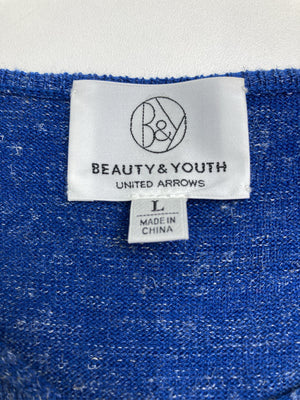 B&Y
BEAUTY & YOUTH
UNITED ARROWS
L
MADE IN
CHINA